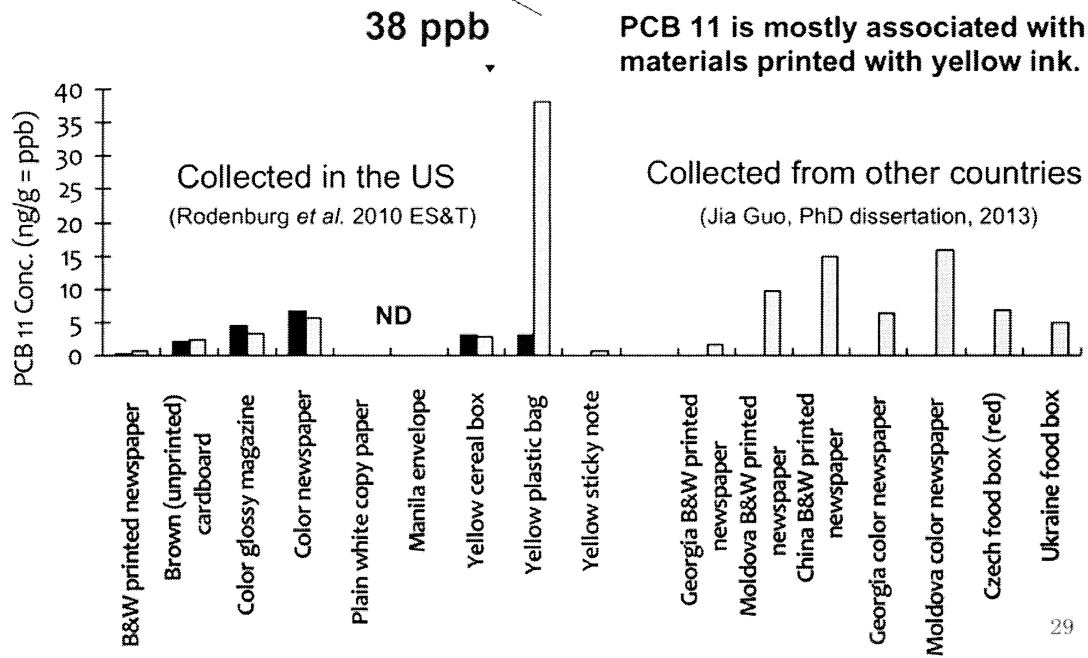 38 ppb
PCB 11 is mostly associated with
materials printed with yellow ink.
PCB 11 Conc. (ng/g = ppb)
40
35
30
25
20
15
10
5
0
Collected in the US
(Rodenburg et al. 2010 ES&T)
ND
Collected from other countries
(Jia Guo, PhD dissertation, 2013)
B&W printed newspaper
Brown (unprinted)
cardboard
Color glossy magazine
Color newspaper
Plain white copy paper
Manila envelope
Yellow cereal box
Yellow plastic bag
Yellow sticky note
Georgia B&W printed
newspaper
Moldova B&W printed
newspaper
China B&W printed
newspaper
Georgia color newspaper
Moldova color newspaper
Czech food box (red)
Ukraine food box
29